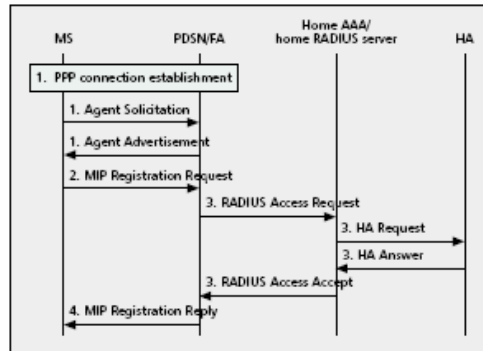 MS
PDSN/FA
Home AAA/
home RADIUS server
HA
1. PPP connection establishment
1. Agent Solicitation
1. Agent Advertisement
2. MIP Registration Request
3. RADIUS Access Request
3. HA Request
3. HA Answer
3. RADIUS Access Accept
4. MIP Registration Reply